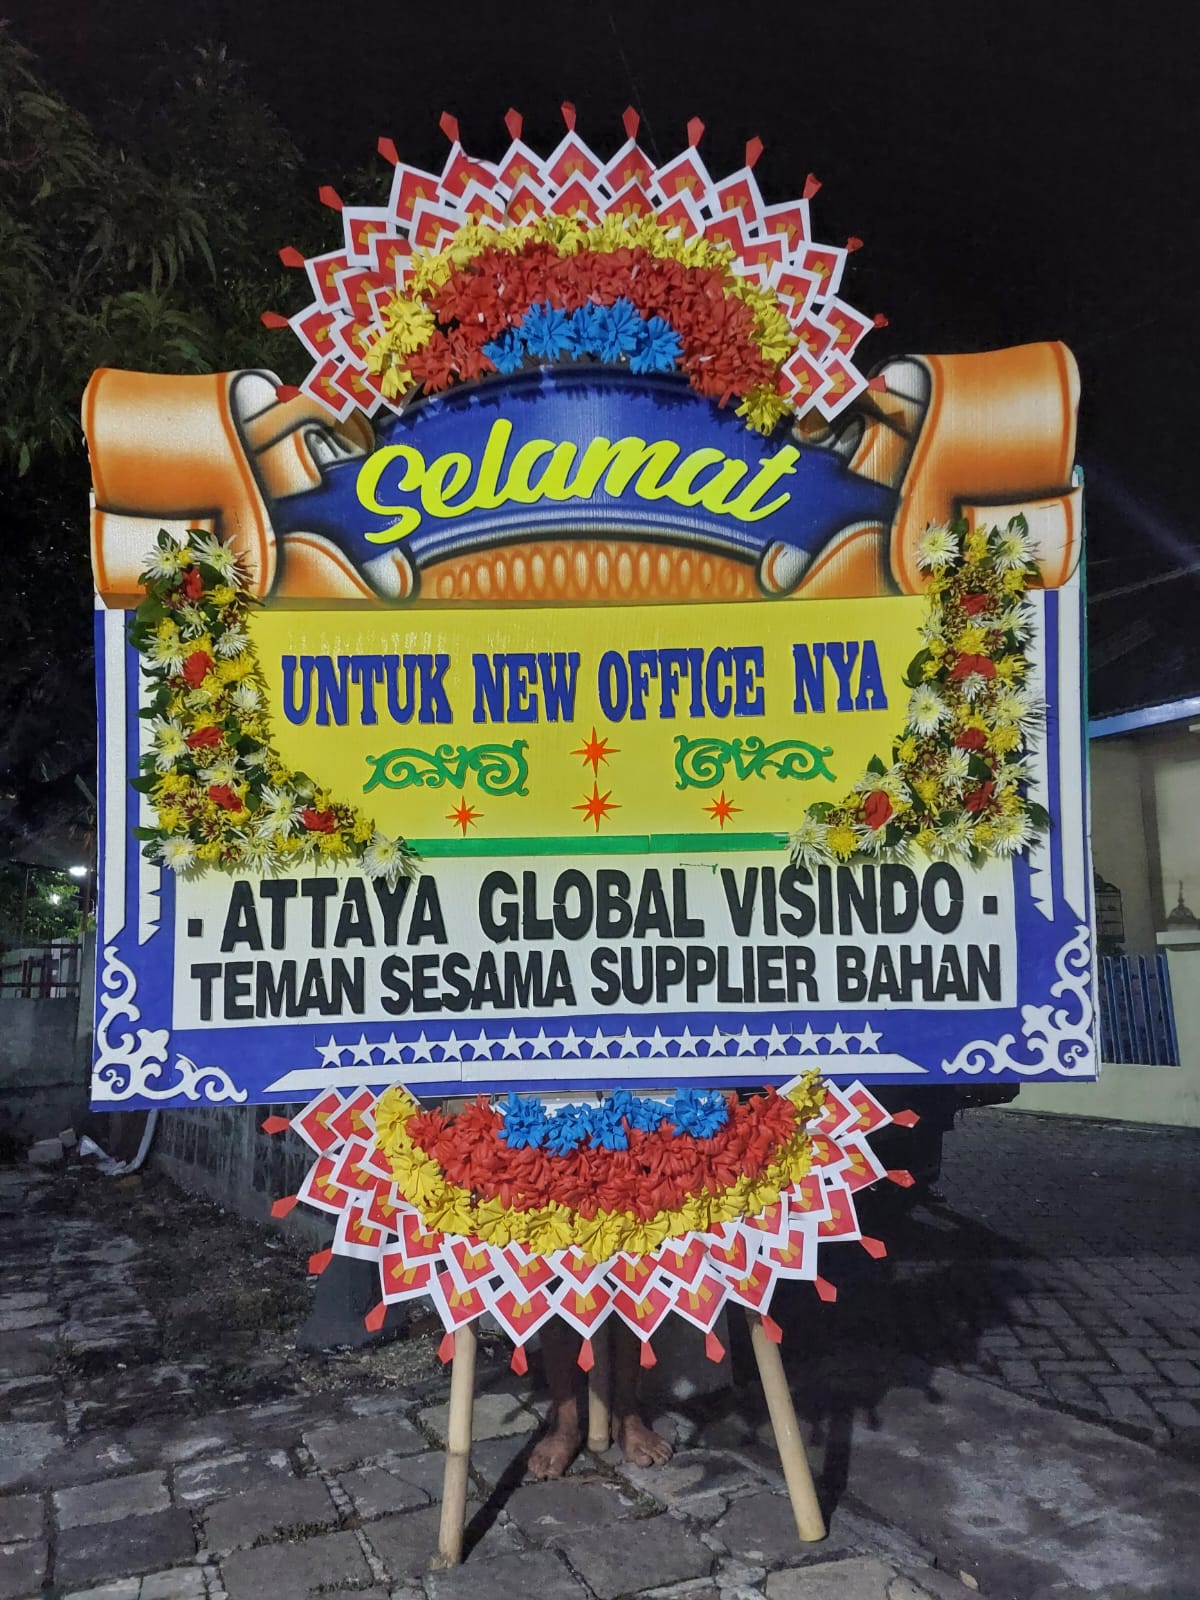 Selamat
UNTUK NEW OFFICE NYA
- ATTAYA GLOBAL VISINDO -
TEMAN SESAMA SUPPLIER BAHAN